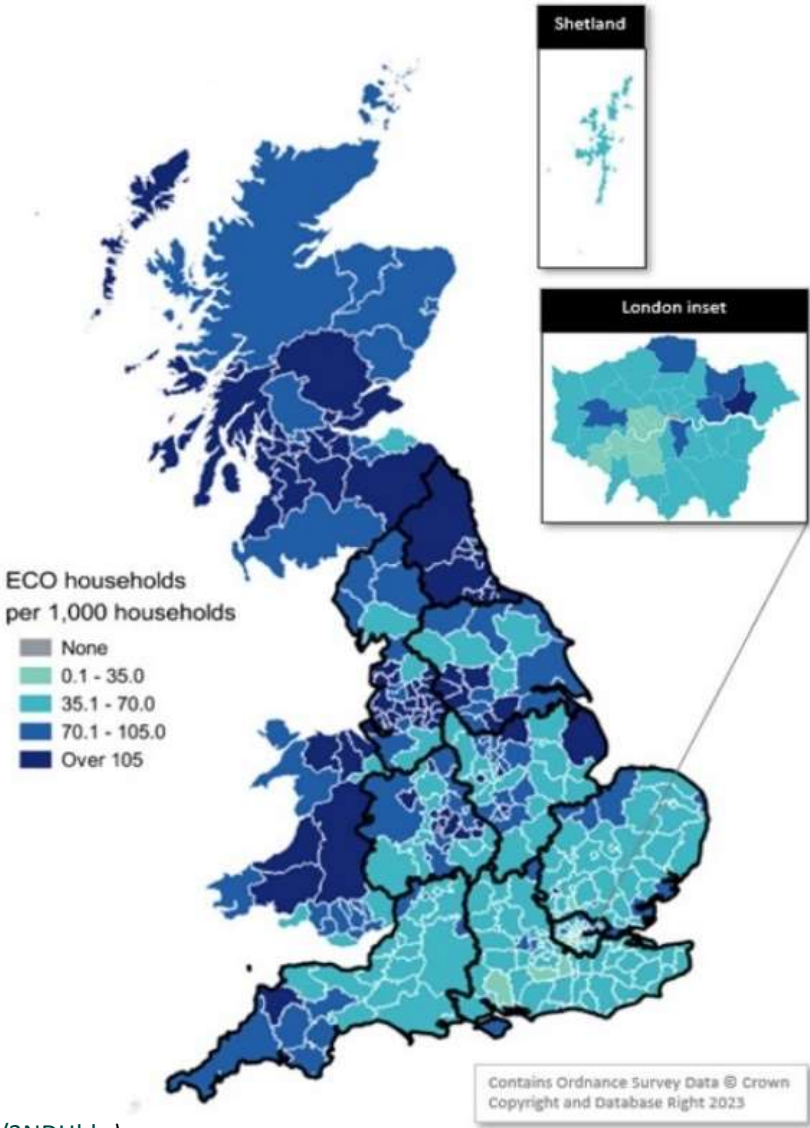 Shetland
London inset
ECO households
per 1,000 households
None
0.1 - 35.0
35.1 - 70.0
70.1 - 105.0
Over 105
Contains Ordnance Survey Data © Crown
Copyright and Database Right 2023